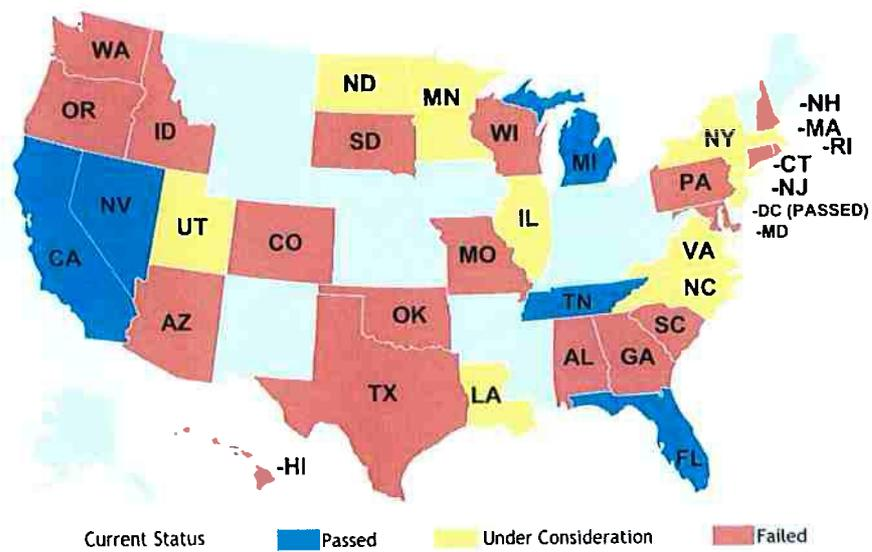 WA
ND
MN
-NH
OR
ID
SD
WI
MI
NY
-MA
-RI
-CT
PA
-NJ
NV
UT
IL
-DC (PASSED)
-MD
CA
CO
MO
VA
NC
TN
AZ
OK
SC
AL
GA
TX
LA
FL
-HI
Current Status
Passed
Under Consideration
Failed